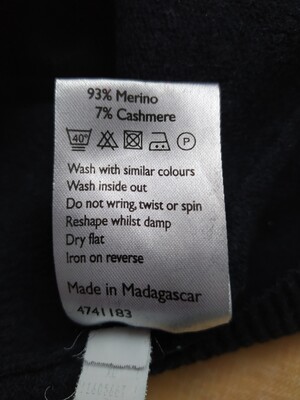 93% Merino
7% Cashmere
40°
P
Wash with similar colours
Wash inside out
Do not wring, twist or spin
Reshape whilst damp
Dry flat
Iron on reverse
Made in Madagascar
4741183